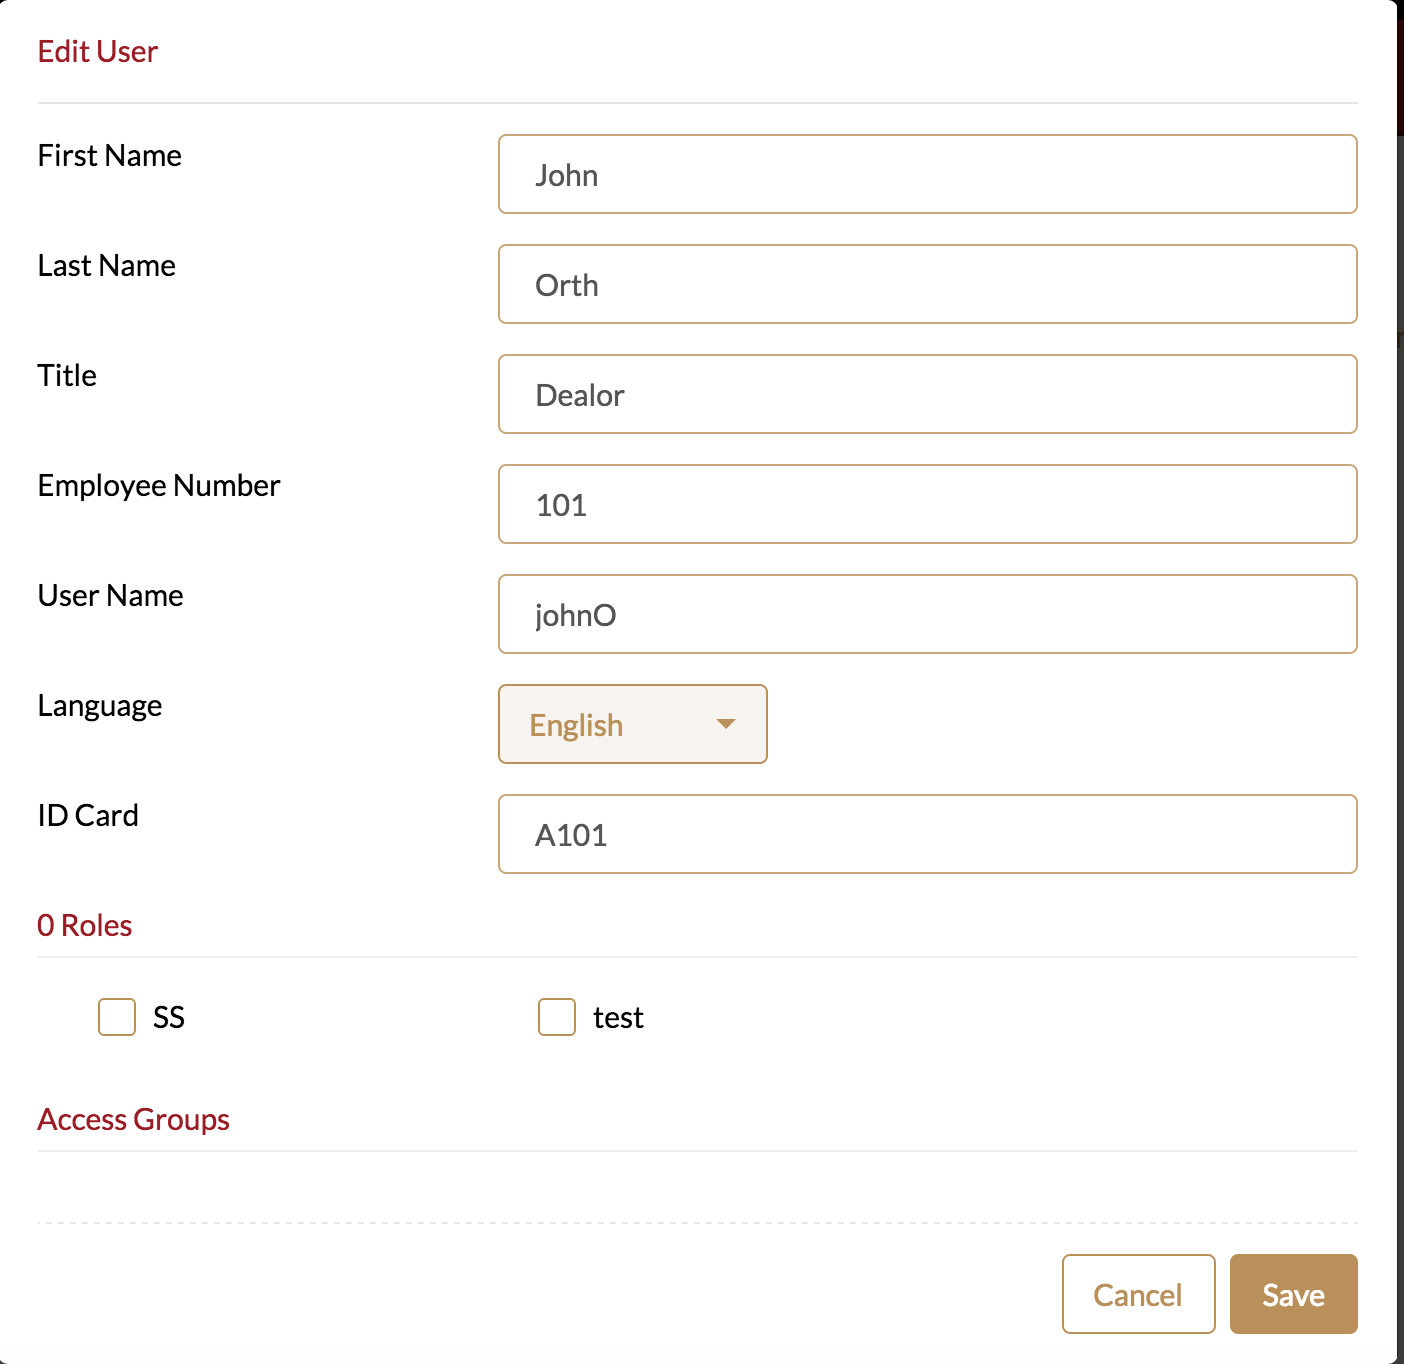 Edit User
First Name
John
Last Name
Orth
Title
Dealor
Employee Number
101
User Name
johnO
Language
English
ID Card
A101
0 Roles
SS
test
Access Groups
Cancel
Save